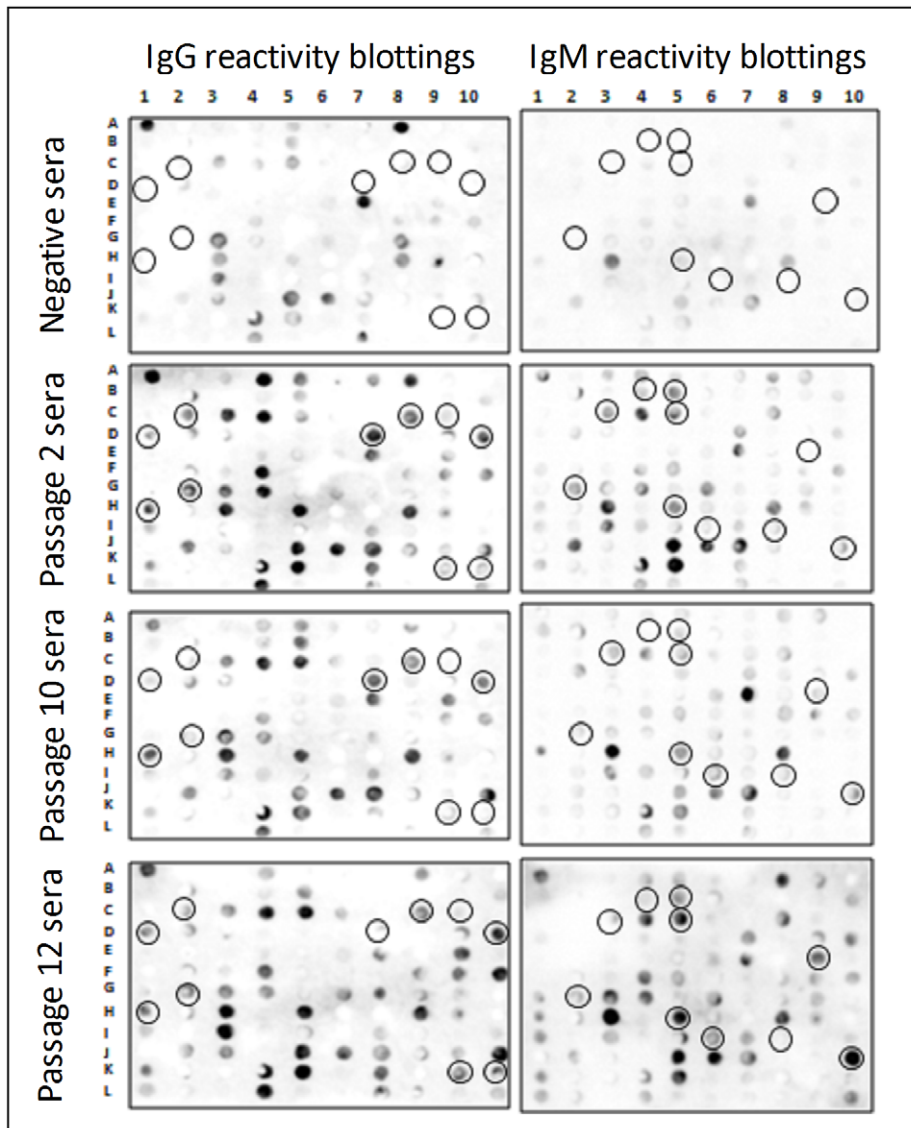 IgG reactivity blottings IgM reactivity blottings
1 2 3 4 5 6 7 8 9 10 1 2 3 4 5 6 7 8 9 10
Negative sera
A
B
C
D
E
F
G
H
I
J
K
L
Passage 2 sera
A
B
C
D
E
F
G
H
I
J
K
L
Passage 10 sera
A
B
C
D
E
F
G
H
I
J
K
L
Passage 12 sera
A
B
C
D
E
F
G
H
I
J
K
L